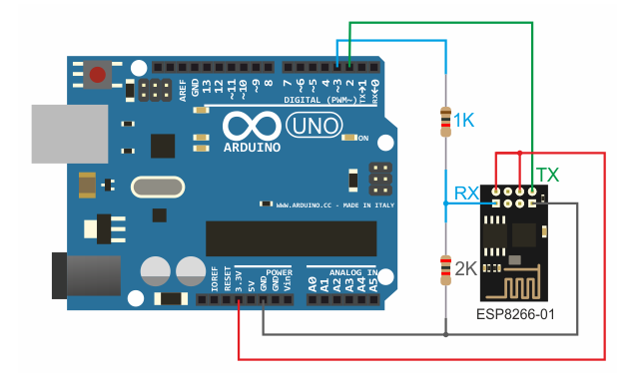 AREF
GND
13
12
~11
~10
~9
8
7
~6
~5
~4
~3
2
TX→1
RX←0
DIGITAL (PWM~)
UNO
ARDUINO
ON
1K
TX
RX
WWW.ARDUINO.CC - MADE IN ITALY
2K
IOREF
RESET
3.3V
5V
GND
GND
Vin
POWER
ANALOG IN
A0
A1
A2
A3
A4
A5
ESP8266-01